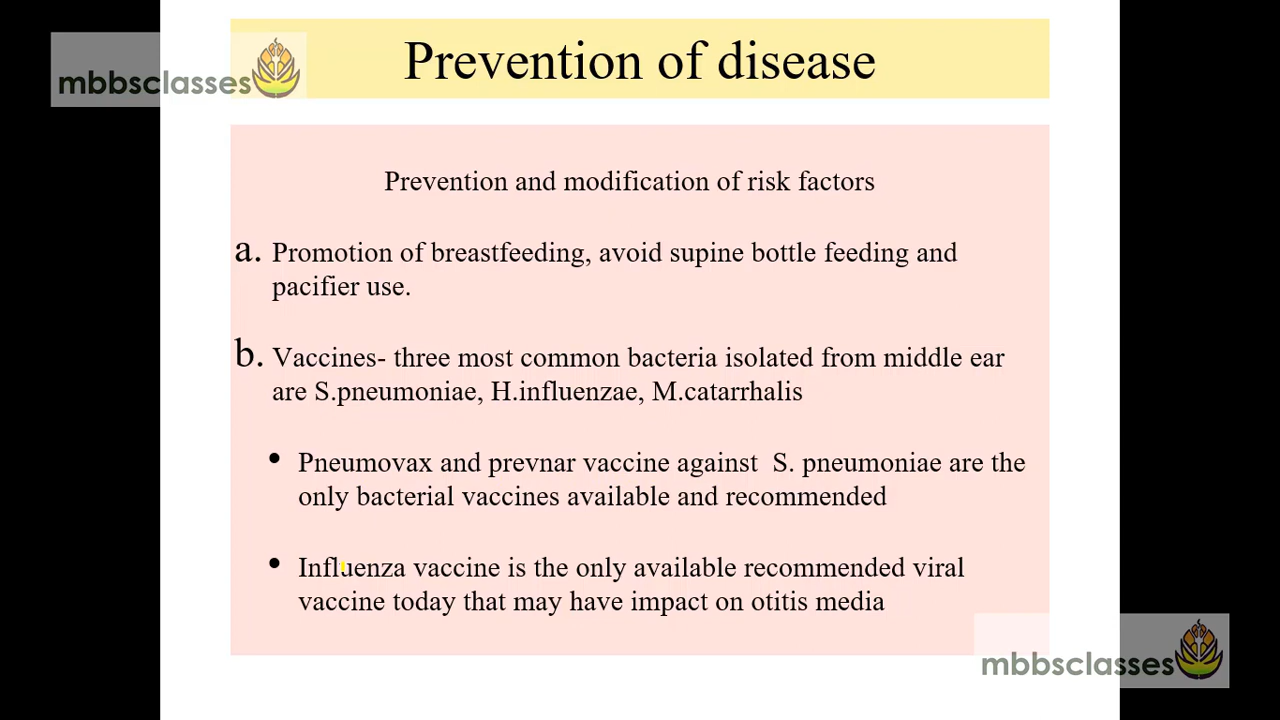 mbbsclasses
Prevention of disease
Prevention and modification of risk factors
a. Promotion of breastfeeding, avoid supine bottle feeding and
pacifier use.
b. Vaccines- three most common bacteria isolated from middle ear
are S.pneumoniae, H.influenzae, M.catarrhalis
• Pneumovax and prevnar vaccine against S. pneumoniae are the
only bacterial vaccines available and recommended
• Influenza vaccine is the only available recommended viral
vaccine today that may have impact on otitis media
mbbsclasses